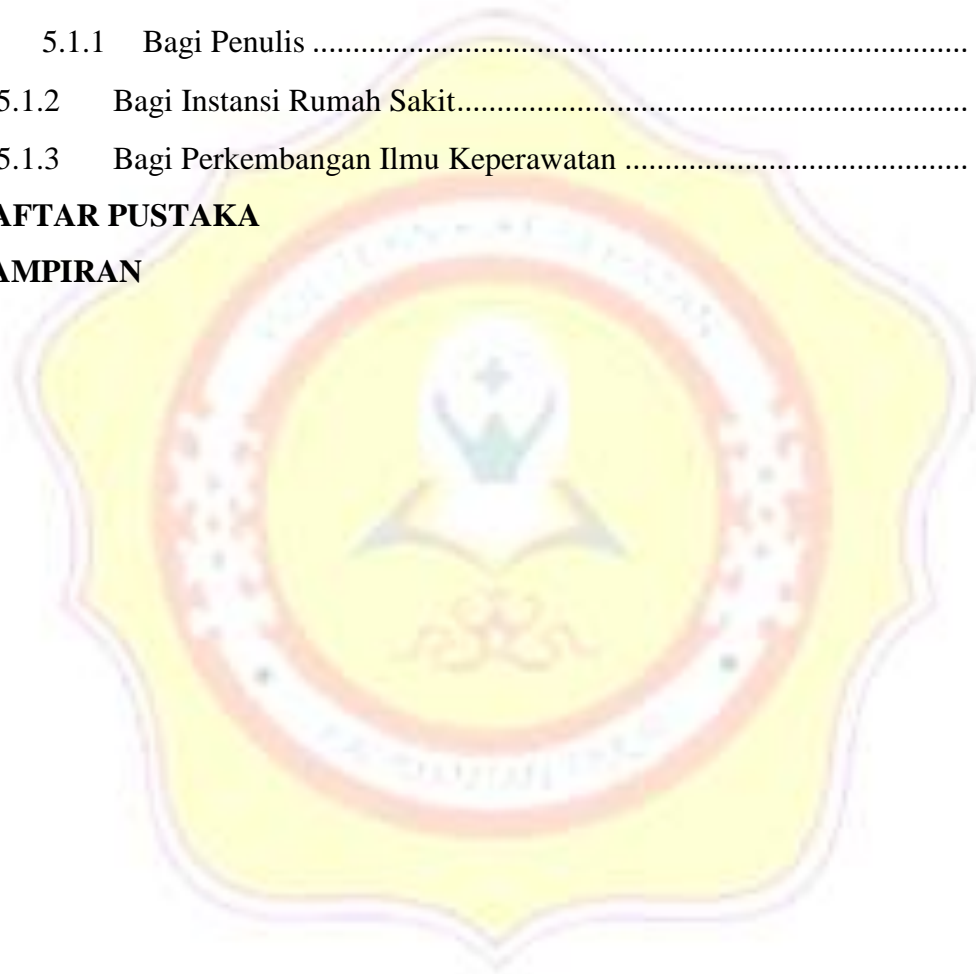 5.1.1 Bagi Penulis ..................................................................................
5.1.2 Bagi Instansi Rumah Sakit................................................................
5.1.3 Bagi Perkembangan Ilmu Keperawatan ...........................................
AFTAR PUSTAKA
AMPIRAN